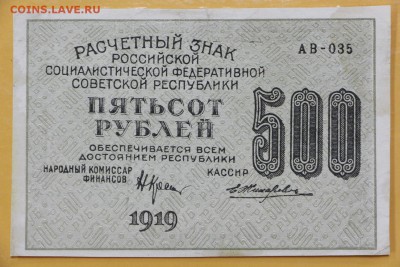 COINS.LAVE.RU
РАСЧЕТНЫЙ ЗНАК
РОССИЙСКОЙ
СОЦИАЛИСТИЧЕСКОЙ ФЕДЕРАТИВНОЙ
СОВЕТСКОЙ РЕСПУБЛИКИ
АВ-035
ПЯТЬСОТ
РУБЛЕЙ
500
ОБЕСПЕЧИВАЕТСЯ ВСЕМ
ДОСТОЯНИЕМ РЕСПУБЛИКИ
НАРОДНЫЙ КОМИССАР
ФИНАНСОВ
КАССИР
1919